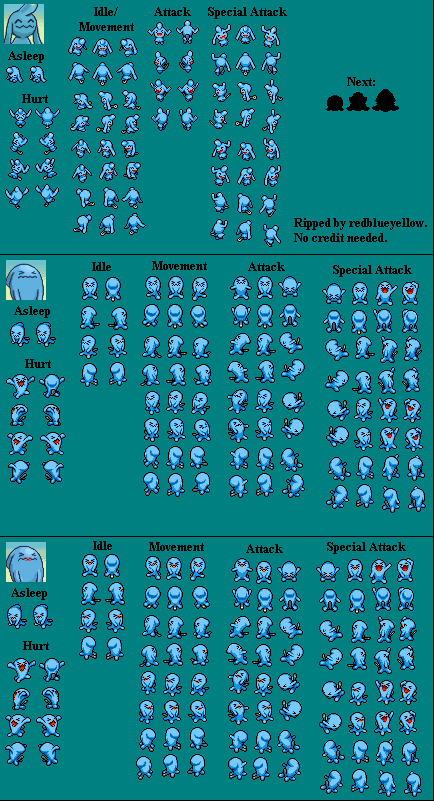 Idle/
Movement
Attack
Special Attack
Asleep
Hurt
Next:
Ripped by redblueyellow.
No credit needed.
Idle
Movement
Attack
Special Attack
Asleep
Hurt
Idle
Movement
Attack
Special Attack
Asleep
Hurt